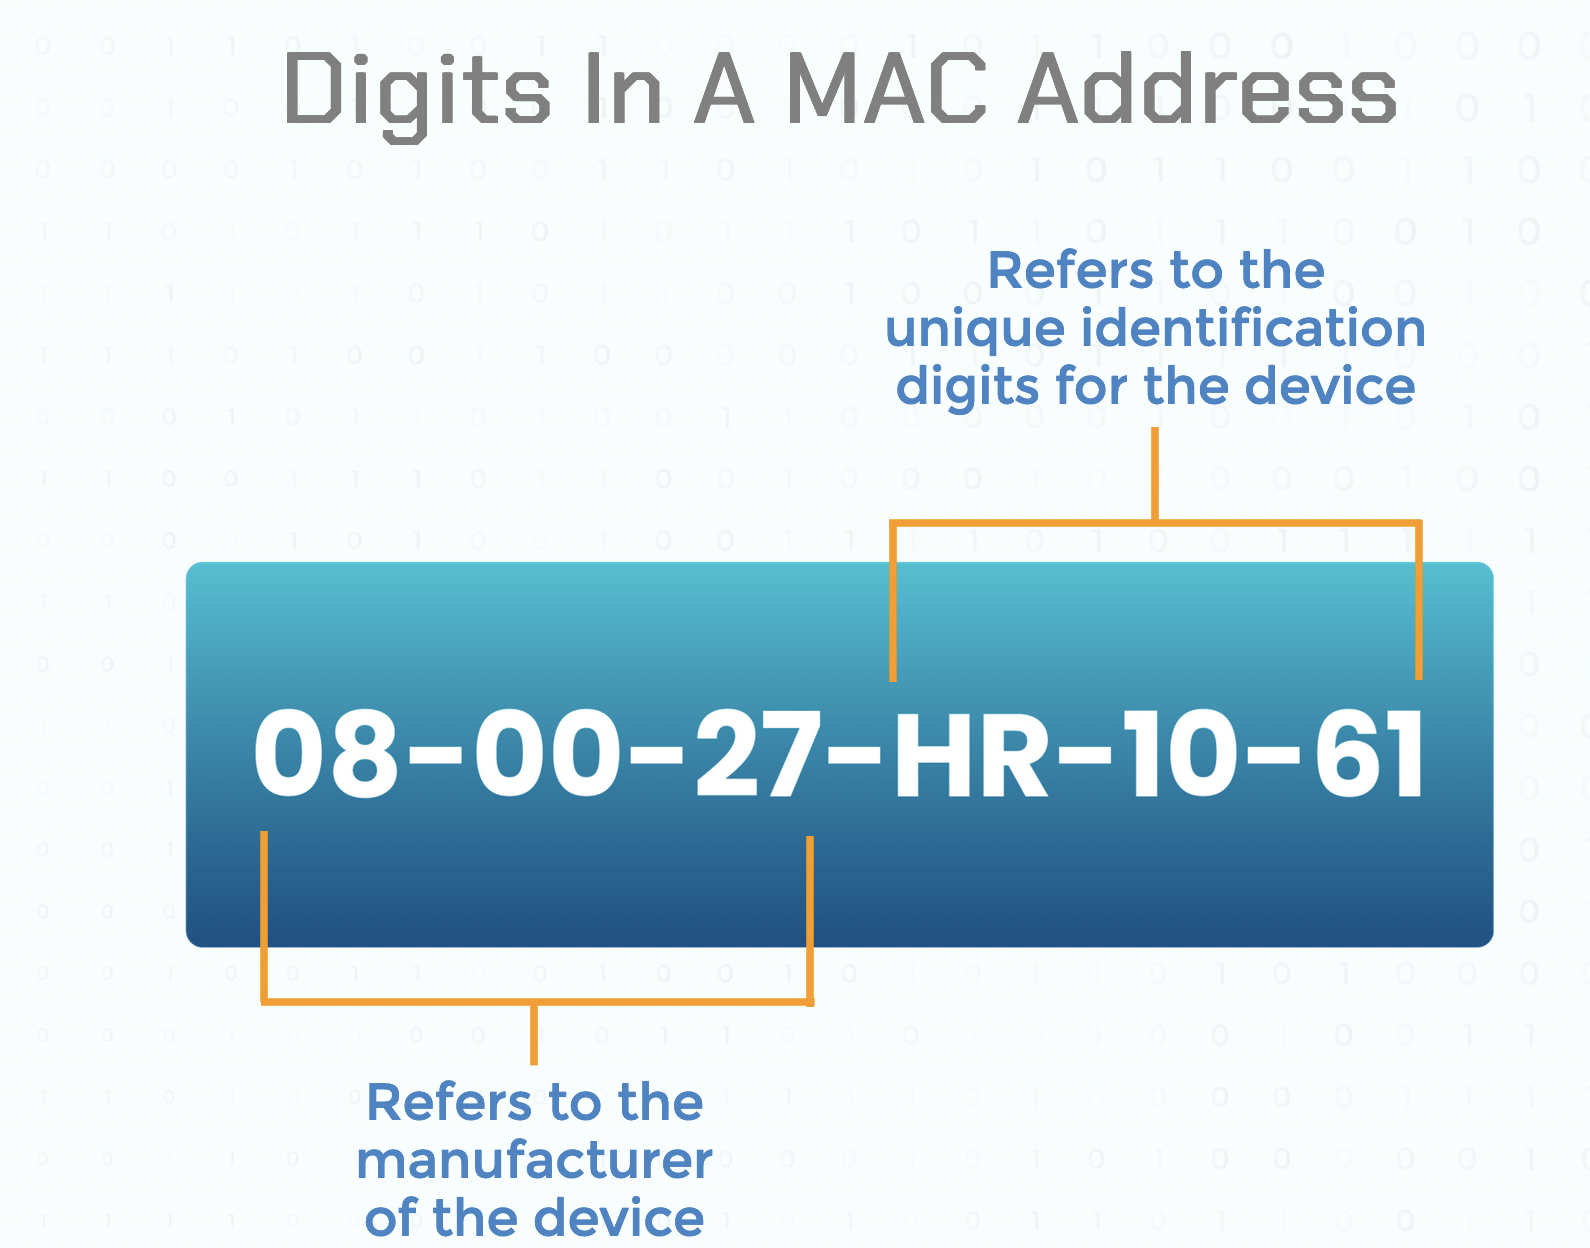 Digits In A MAC Address
Refers to the
unique identification
digits for the device
08-00-27-HR-10-61
Refers to the
manufacturer
of the device